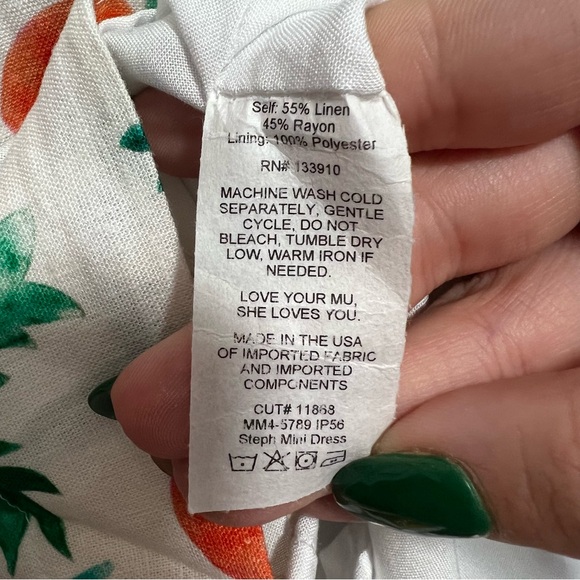 Self: 55% Linen
45% Rayon
Lining: 100% Polyester
RN# 133910
MACHINE WASH COLD
SEPARATELY, GENTLE
CYCLE, DO NOT
BLEACH, TUMBLE DRY
LOW, WARM IRON IF
NEEDED.
LOVE YOUR MU,
SHE LOVES YOU.
MADE IN THE USA
OF IMPORTED FABRIC
AND IMPORTED
COMPONENTS
CUT# 11868
MM4-5789 IP56
Steph Mini Dress